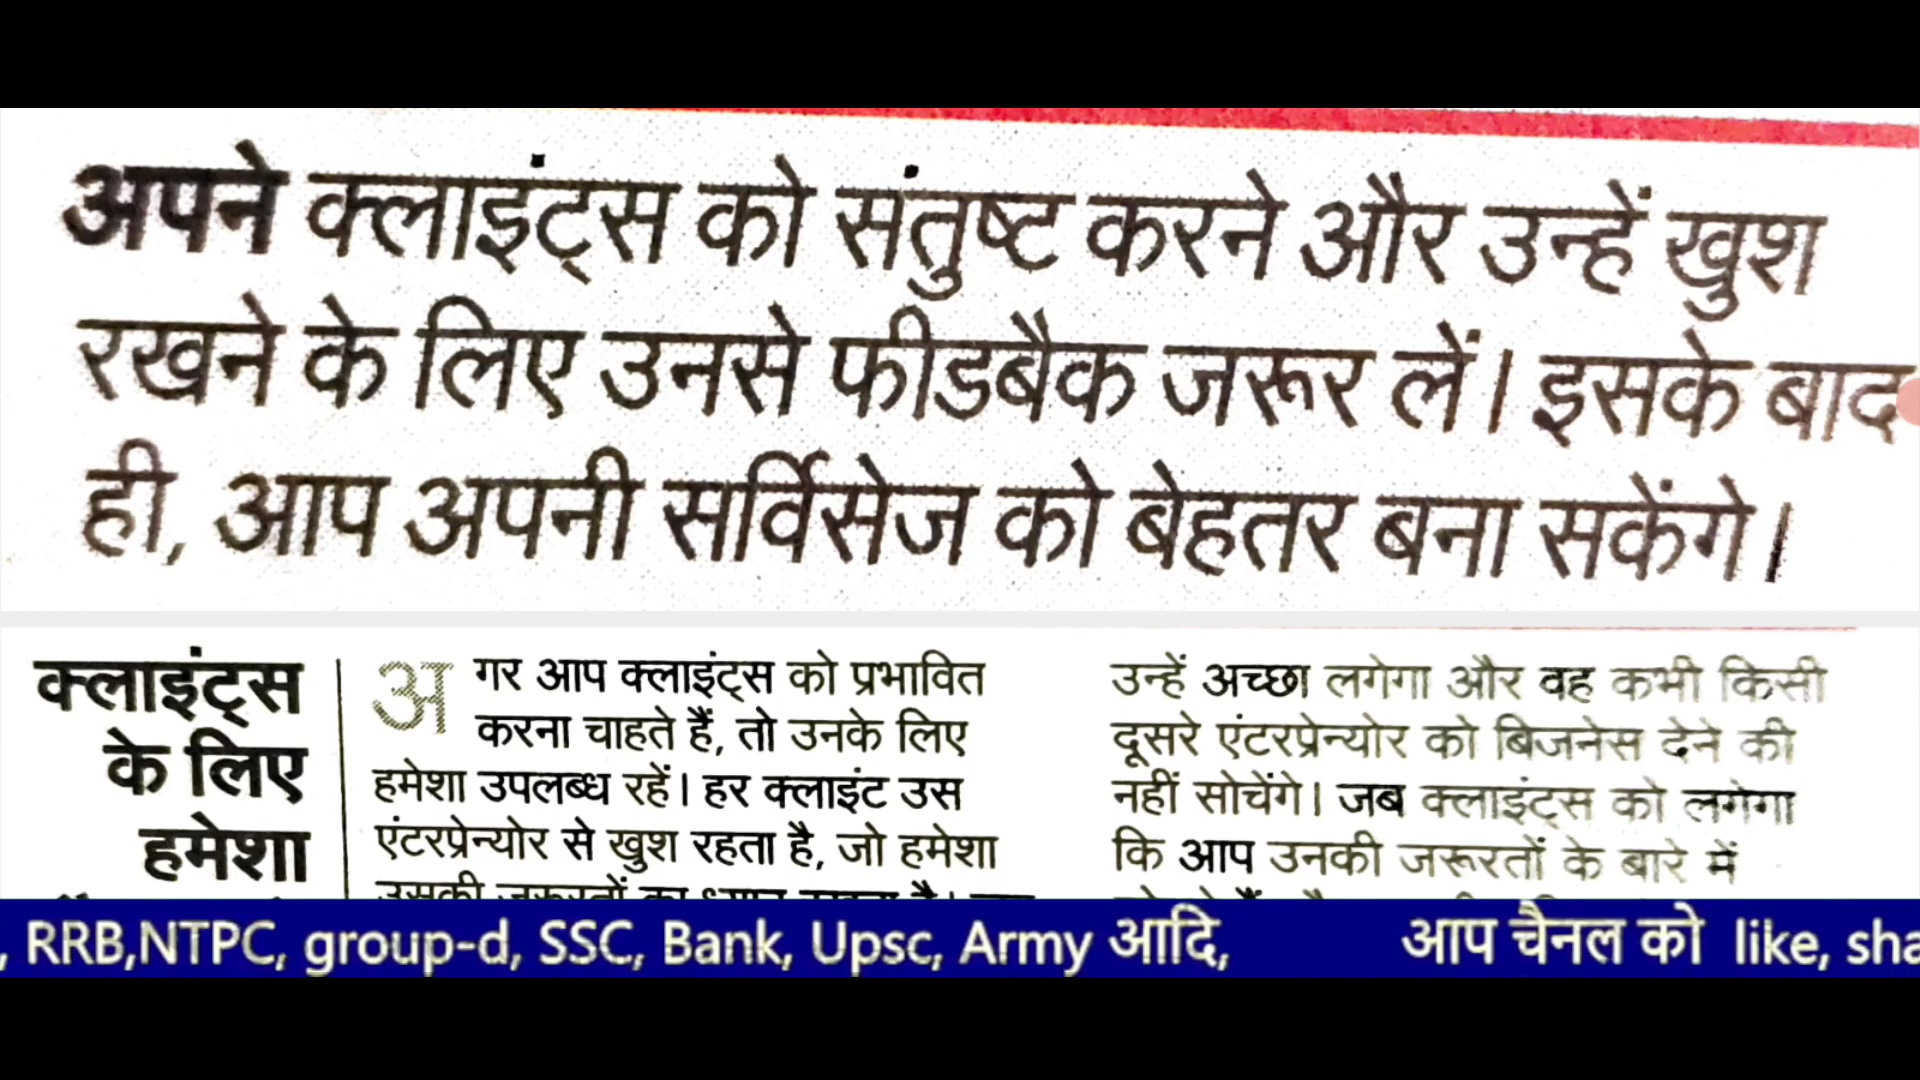 अपने क्लाइंट्स को संतुष्ट करने और उन्हें खुश
रखने के लिए उनसे फीडबैक जरूर लें। इसके बाद
ही, आप अपनी सर्विसेज को बेहतर बना सकेंगे।
क्लाइंट्स
के लिए
हमेशा
अगर आप क्लाइंट्स को प्रभावित
करना चाहते हैं, तो उनके लिए
हमेशा उपलब्ध रहें। हर क्लाइंट उस
एंटरप्रेन्योर से खुश रहता है, जो हमेशा
उन्हें अच्छा लगेगा और वह कभी किसी
दूसरे एंटरप्रेन्योर को बिजनेस देने की
नहीं सोचेंगे। जब क्लाइंट्स को लगेगा
कि आप उनकी जरूरतों के बारे में
, RRB,NTPC, group-d, SSC, Bank, Upsc, Army आदि, आप चैनल को like, sha